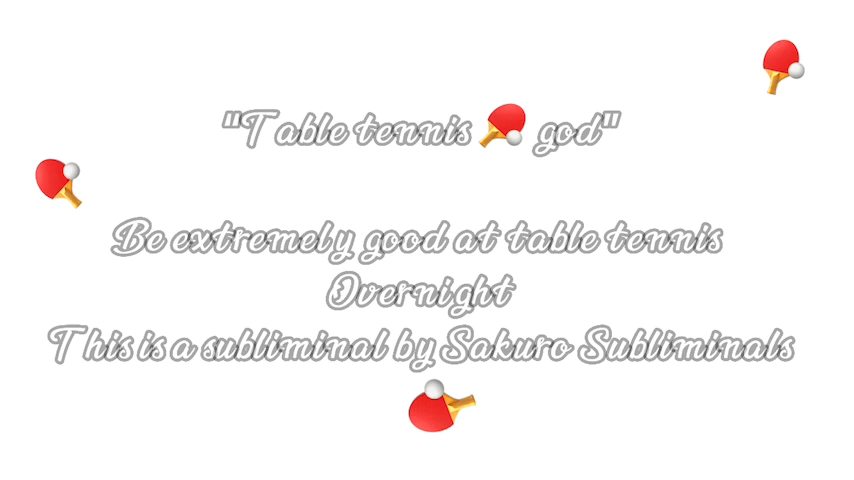 "Table tennis 🏓 god"
Be extremely good at table tennis
Overnight
This is a subliminal by Sakuro Subliminals